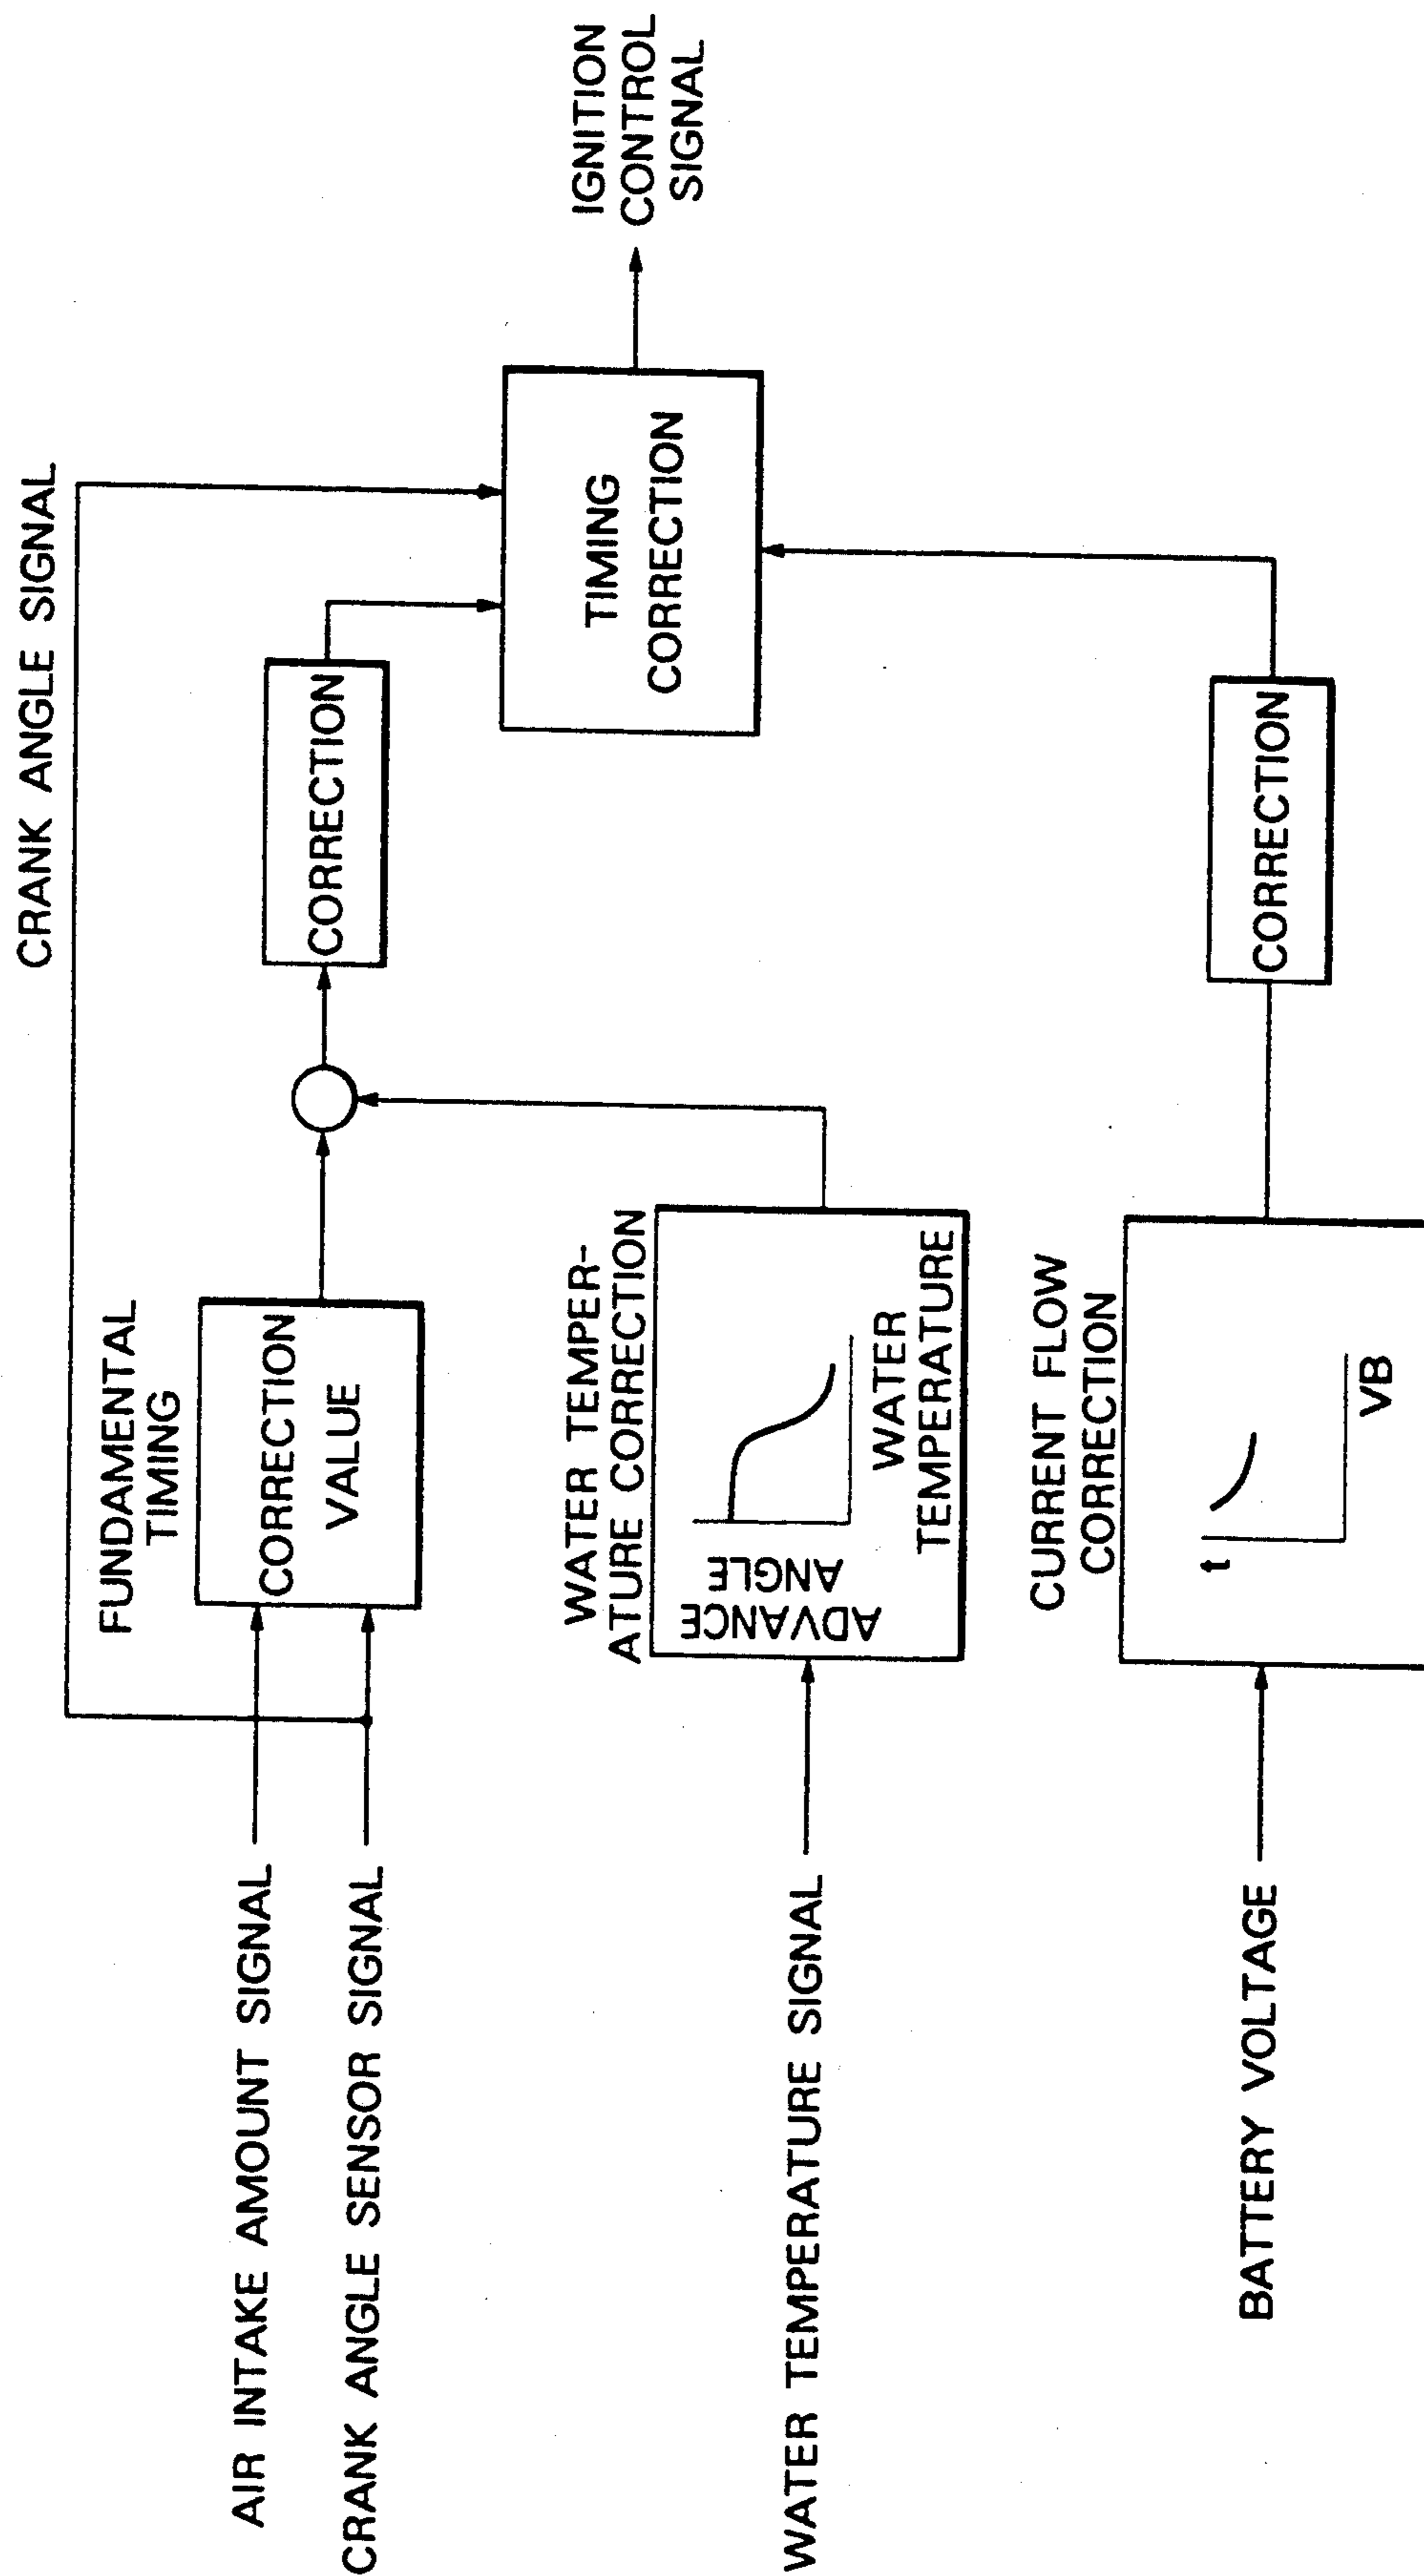 CRANK ANGLE SIGNAL
FUNDAMENTAL
TIMING
AIR INTAKE AMOUNT SIGNAL
CRANK ANGLE SENSOR SIGNAL
CORRECTION
VALUE
CORRECTION
TIMING
CORRECTION
IGNITION
CONTROL
SIGNAL
WATER TEMPER-
ATURE CORRECTION
WATER TEMPERATURE SIGNAL
ADVANCE
ANGLE
WATER
TEMPERATURE
CURRENT FLOW
CORRECTION
BATTERY VOLTAGE
t
VB
CORRECTION